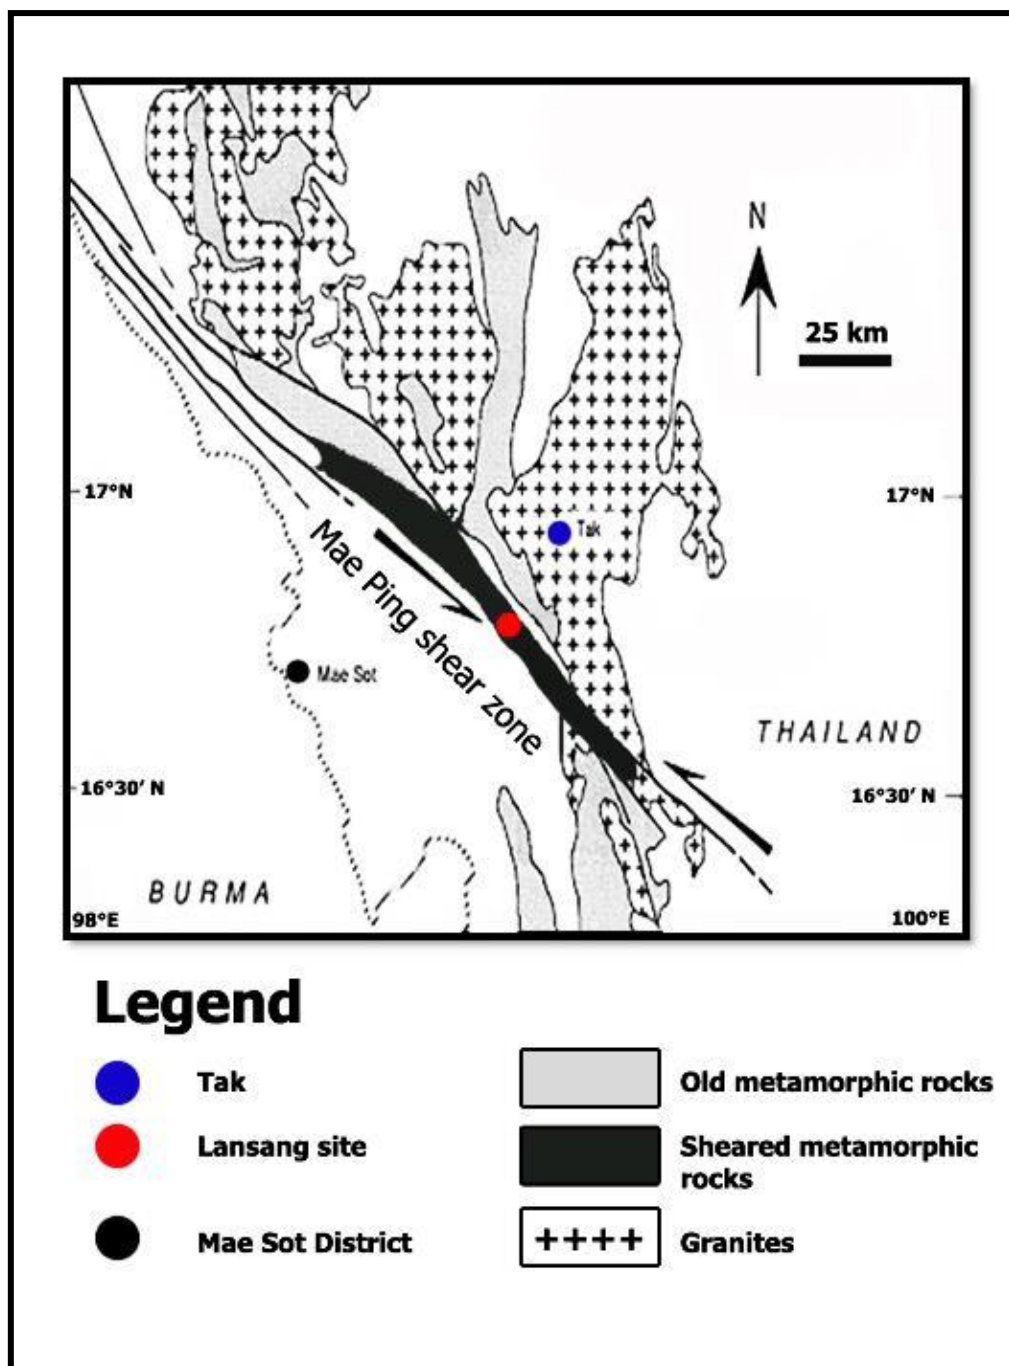 N
25 km
17°N
17°N
Tak
Mae Ping shear zone
Mae Sot
THAILAND
16°30' N
16°30' N
BURMA
98°E
100°E
Legend
Tak
Old metamorphic rocks
Lansang site
Sheared metamorphic
rocks
Mae Sot District
Granites